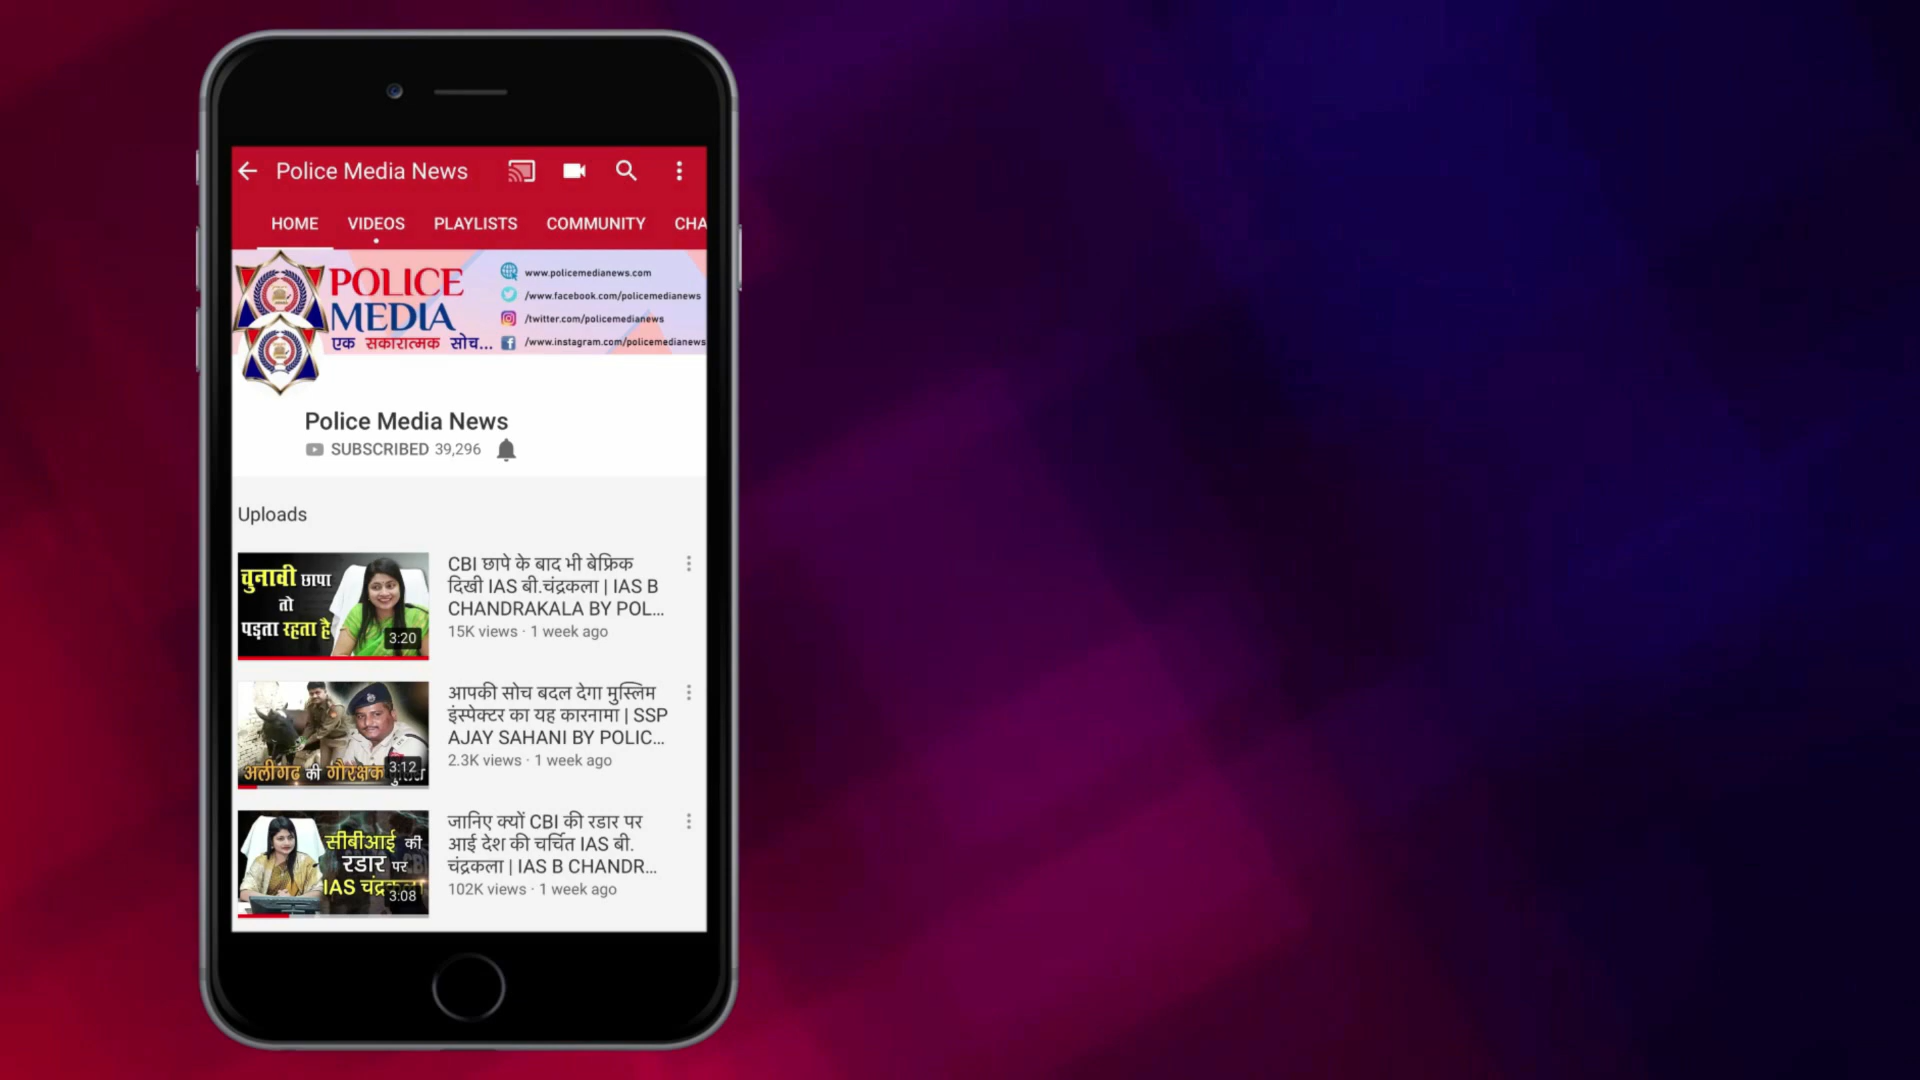 Police Media News
HOME VIDEOS PLAYLISTS COMMUNITY CHA
POLICE
MEDIA
एक सकारात्मक सोच...
www.policemedianews.com
/www.facebook.com/policemedianews
/twitter.com/policemedianews
/www.instagram.com/policemedianews
Police Media News
SUBSCRIBED 39,296
Uploads
चुनावी छापा
तो
पड़ता रहता है
3:20
CBI छापे के बाद भी बेफ्रिक
दिखी IAS बी.चंद्रकला | IAS B
CHANDRAKALA BY POL...
15K views · 1 week ago
अलीगढ की गौरक्षक
3:12
आपकी सोच बदल देगा मुस्लिम
इंस्पेक्टर का यह कारनामा | SSP
AJAY SAHANI BY POLIC...
2.3K views · 1 week ago
सीबीआई की
रडार पर
IAS
3:08
जानिए क्यों CBI की रडार पर
आई देश की चर्चित IAS बी.
चंद्रकला | IAS B CHANDR...
102K views · 1 week ago